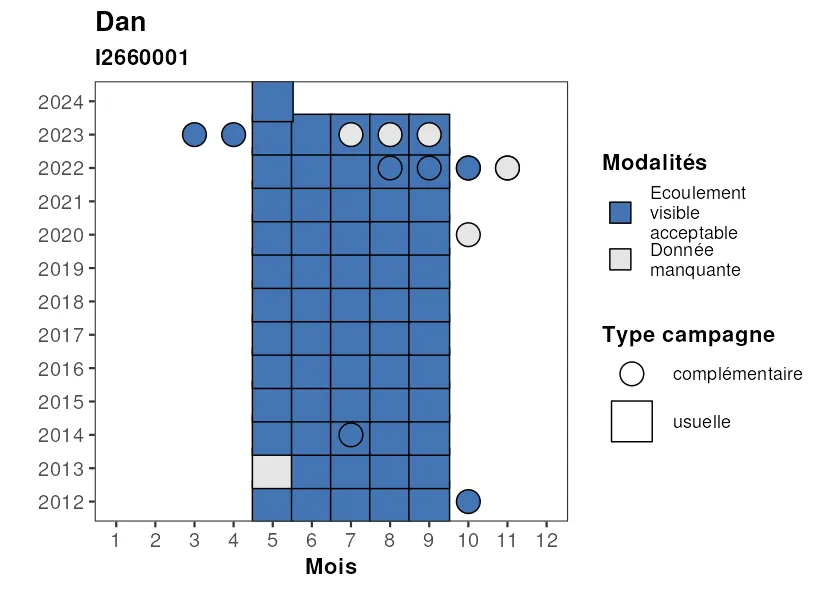 Dan
I2660001
2024
2023
2022
2021
2020
2019
2018
2017
2016
2015
2014
2013
2012
1 2 3 4 5 6 7 8 9 10 11 12
Mois
Modalités
Ecoulement
visible
acceptable
Donnée
manquante
Type campagne
complémentaire
usuelle